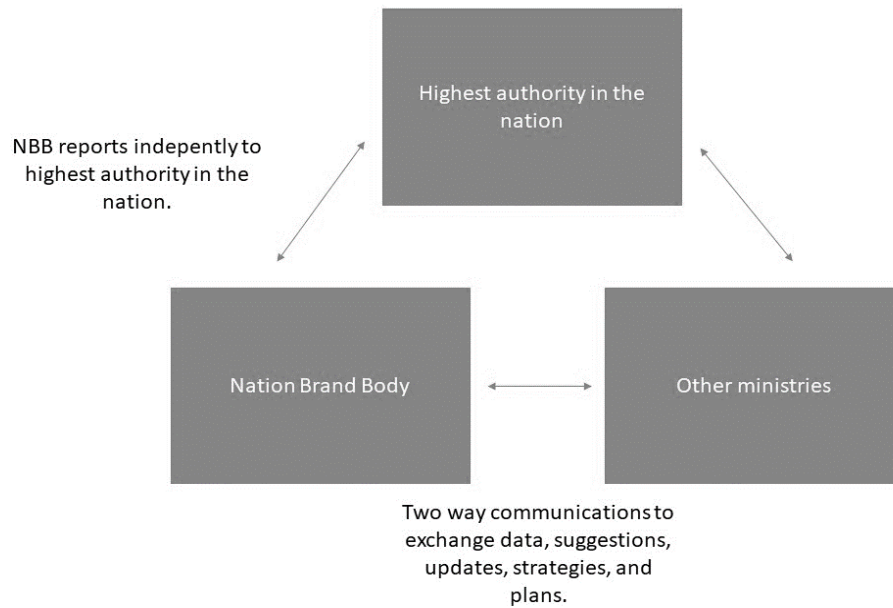 Highest authority in the
nation
NBB reports indepently to
highest authority in the
nation.
Nation Brand Body
Other ministries
Two way communications to
exchange data, suggestions,
updates, strategies, and
plans.